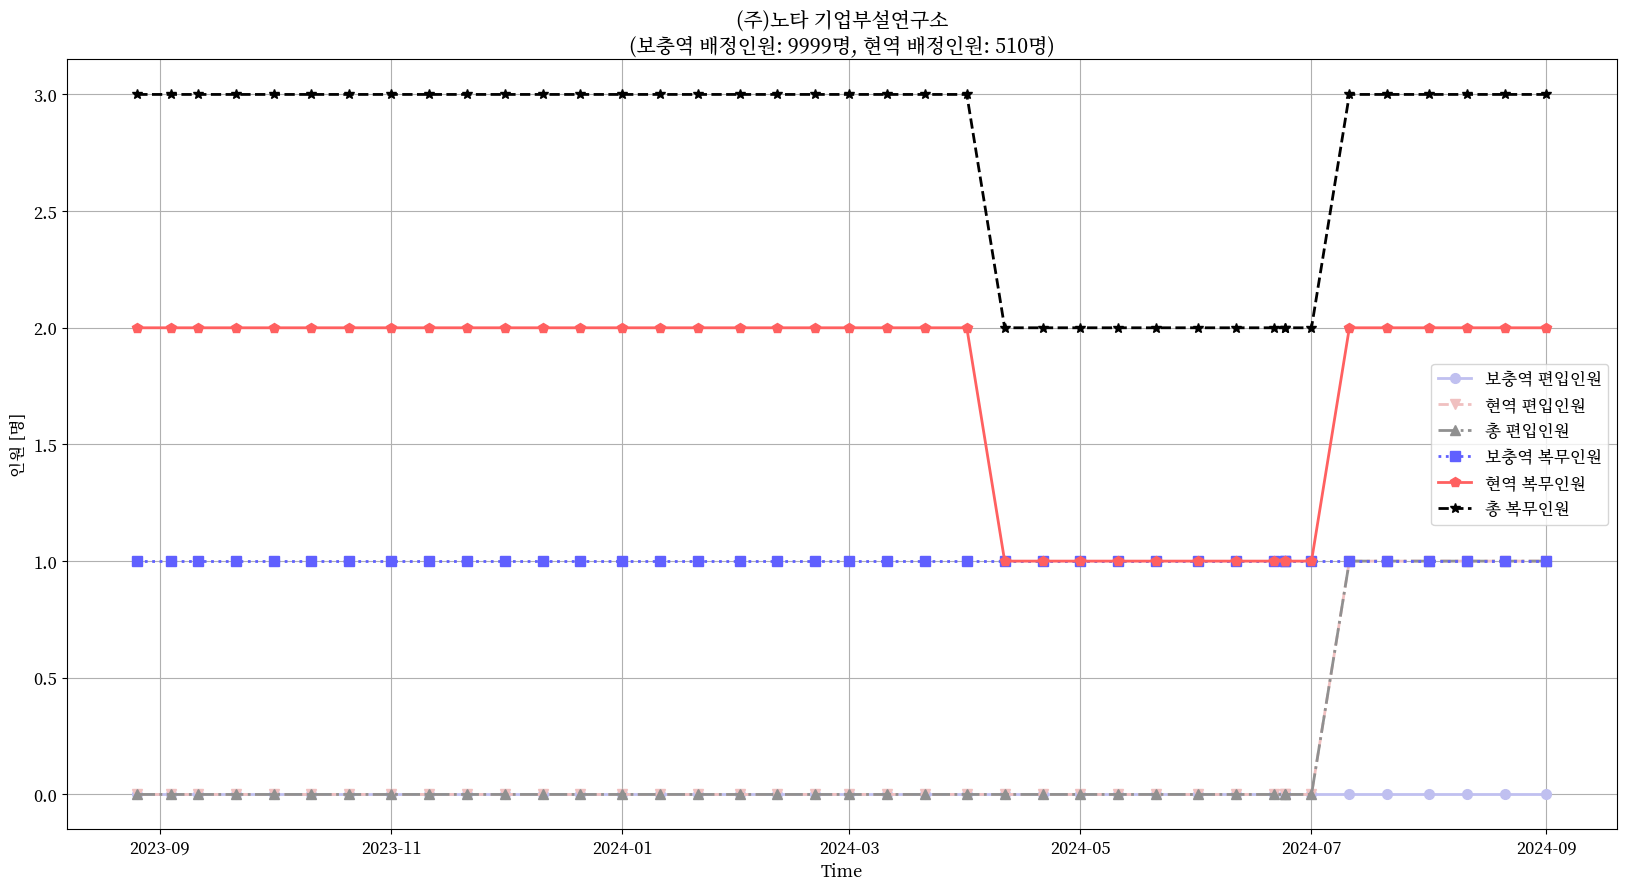 (주)노타 기업부설연구소
(보충역 배정인원: 9999명, 현역 배정인원: 510명)
3.0
2.5
2.0
1.5
1.0
0.5
0.0
인원 [명]
보충역 편입인원
현역 편입인원
총 편입인원
보충역 복무인원
현역 복무인원
총 복무인원
2023-09 2023-11 2024-01 2024-03 2024-05 2024-07 2024-09
Time